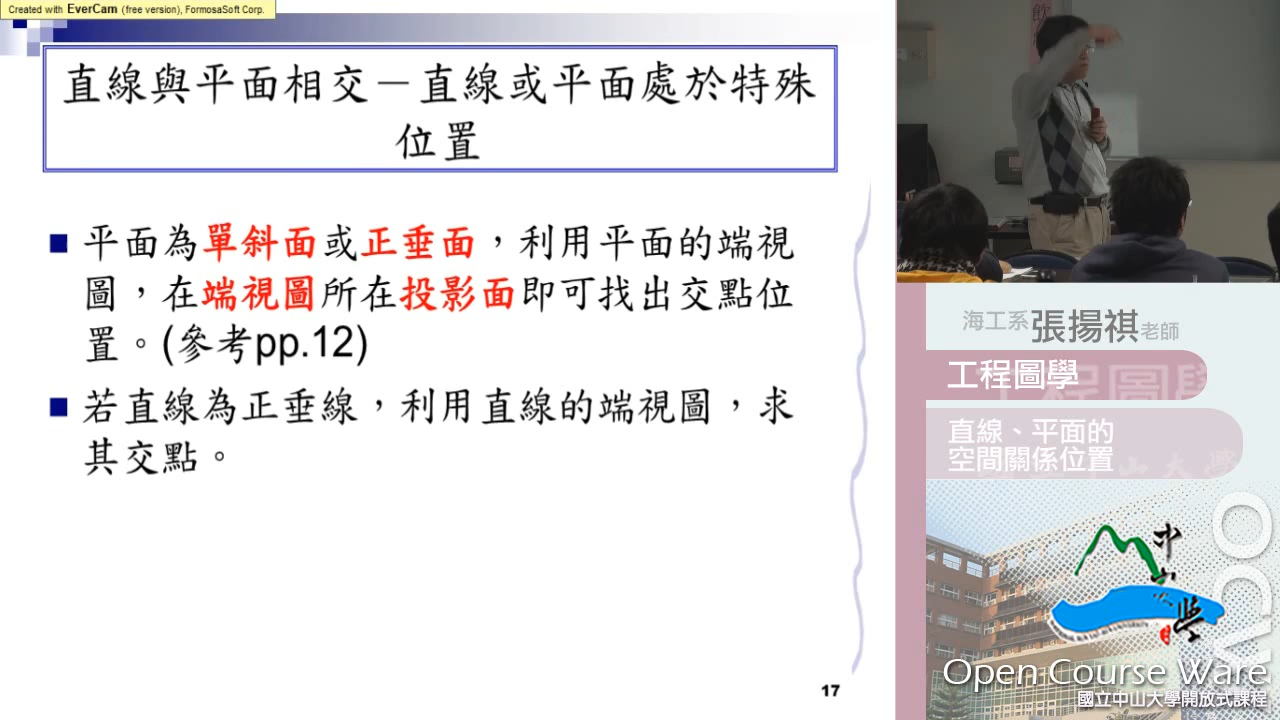 Created with EverCam (free version), FormosaSoft Corp.
直線與平面相交－直線或平面處於特殊
位置
平面為單斜面或正垂面，利用平面的端視
圖，在端視圖所在投影面即可找出交點位
置。(參考pp.12)
若直線為正垂線，利用直線的端視圖，求
其交點。
17
海工系張揚祺老師
工程圖學
直線、平面的
空間關係位置
Open Course Ware
國立中山大學開放式課程